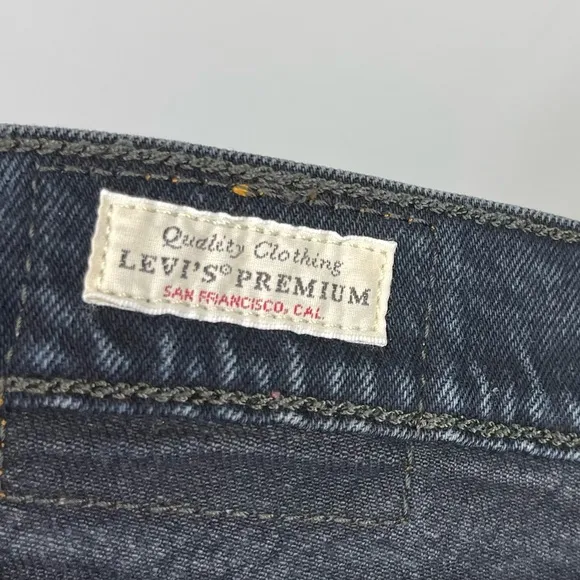 Quality Clothing
LEVI'S® PREMIUM
SAN FRANCISCO, CAL.